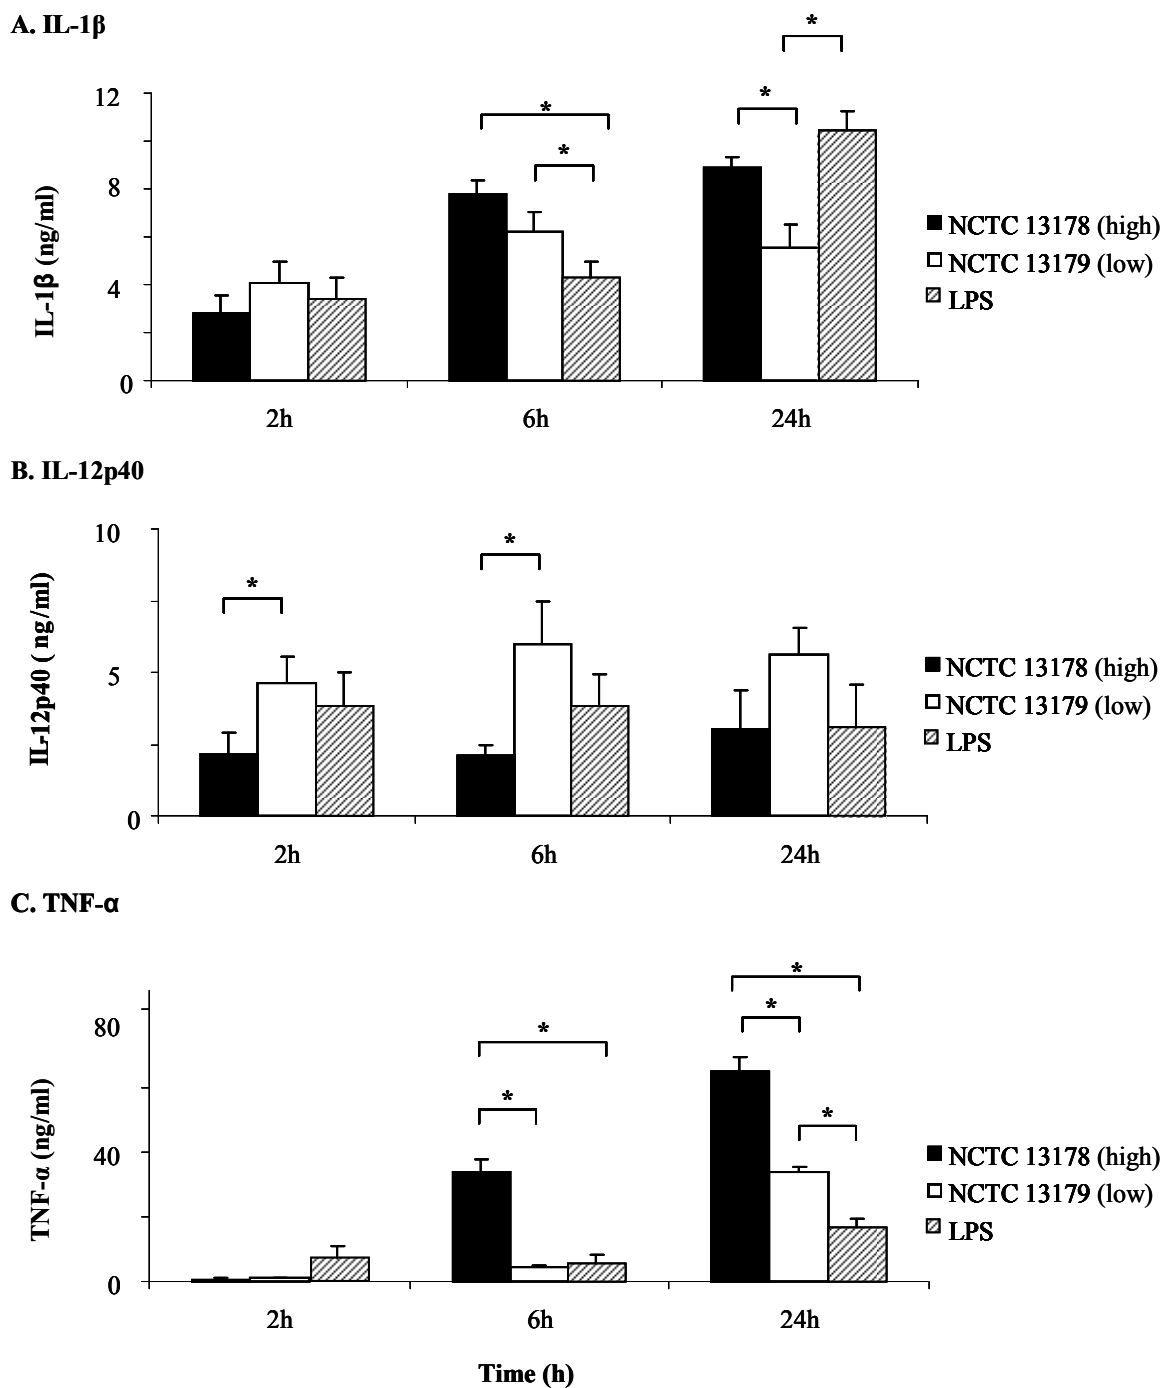 A. IL-1β
*
*
*
*
12
8
4
0
IL-1β (ng/ml)
NCTC 13178 (high)
NCTC 13179 (low)
LPS
2h 6h 24h
B. IL-12p40
*
*
10
5
0
IL-12p40 ( ng/ml)
NCTC 13178 (high)
NCTC 13179 (low)
LPS
2h 6h 24h
C. TNF-α
*
*
*
*
*
80
40
0
TNF-α (ng/ml)
NCTC 13178 (high)
NCTC 13179 (low)
LPS
2h 6h 24h
Time (h)